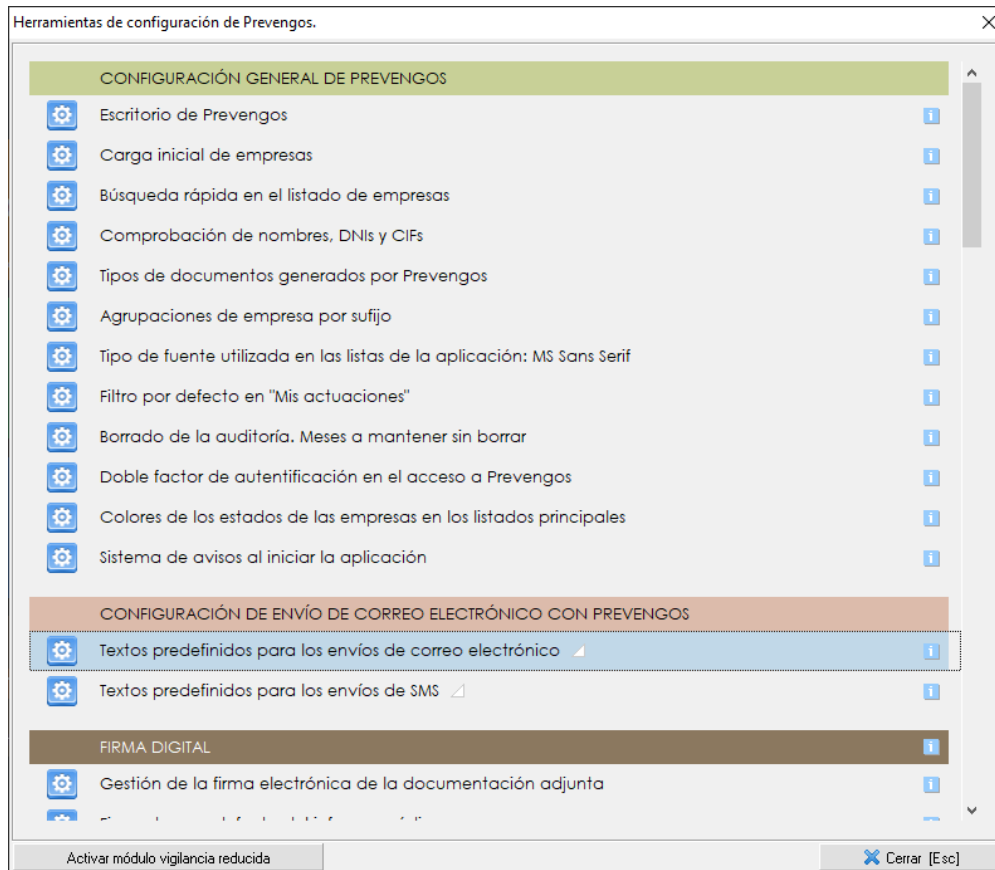 Herramientas de configuración de Prevengos.
CONFIGURACIÓN GENERAL DE PREVENGOS
Escritorio de Prevengos
Carga inicial de empresas
Búsqueda rápida en el listado de empresas
Comprobación de nombres, DNIs y CIFs
Tipos de documentos generados por Prevengos
Agrupaciones de empresa por sufijo
Tipo de fuente utilizada en las listas de la aplicación: MS Sans Serif
Filtro por defecto en "Mis actuaciones"
Borrado de la auditoría. Meses a mantener sin borrar
Doble factor de autentificación en el acceso a Prevengos
Colores de los estados de las empresas en los listados principales
Sistema de avisos al iniciar la aplicación
CONFIGURACIÓN DE ENVÍO DE CORREO ELECTRÓNICO CON PREVENGOS
Textos predefinidos para los envíos de correo electrónico
Textos predefinidos para los envíos de SMS
FIRMA DIGITAL
Gestión de la firma electrónica de la documentación adjunta
Activar módulo vigilancia reducida
Cerrar [Esc]